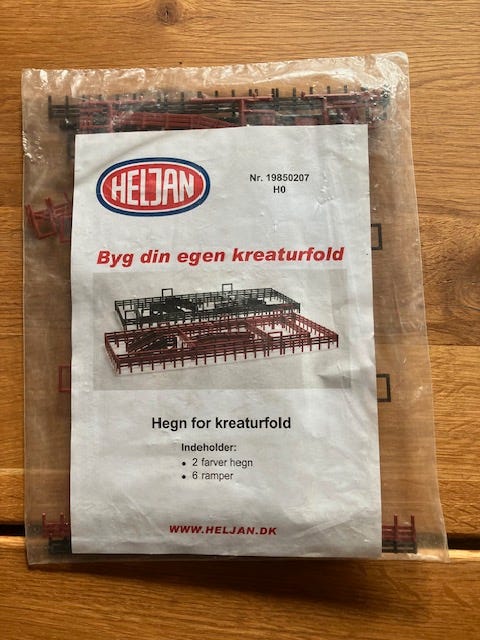 HELJAN
Nr. 19850207
H0
Byg din egen kreaturfold
Hegn for kreaturfold
Indeholder:
• 2 farver hegn
• 6 ramper
WWW.HELJAN.DK